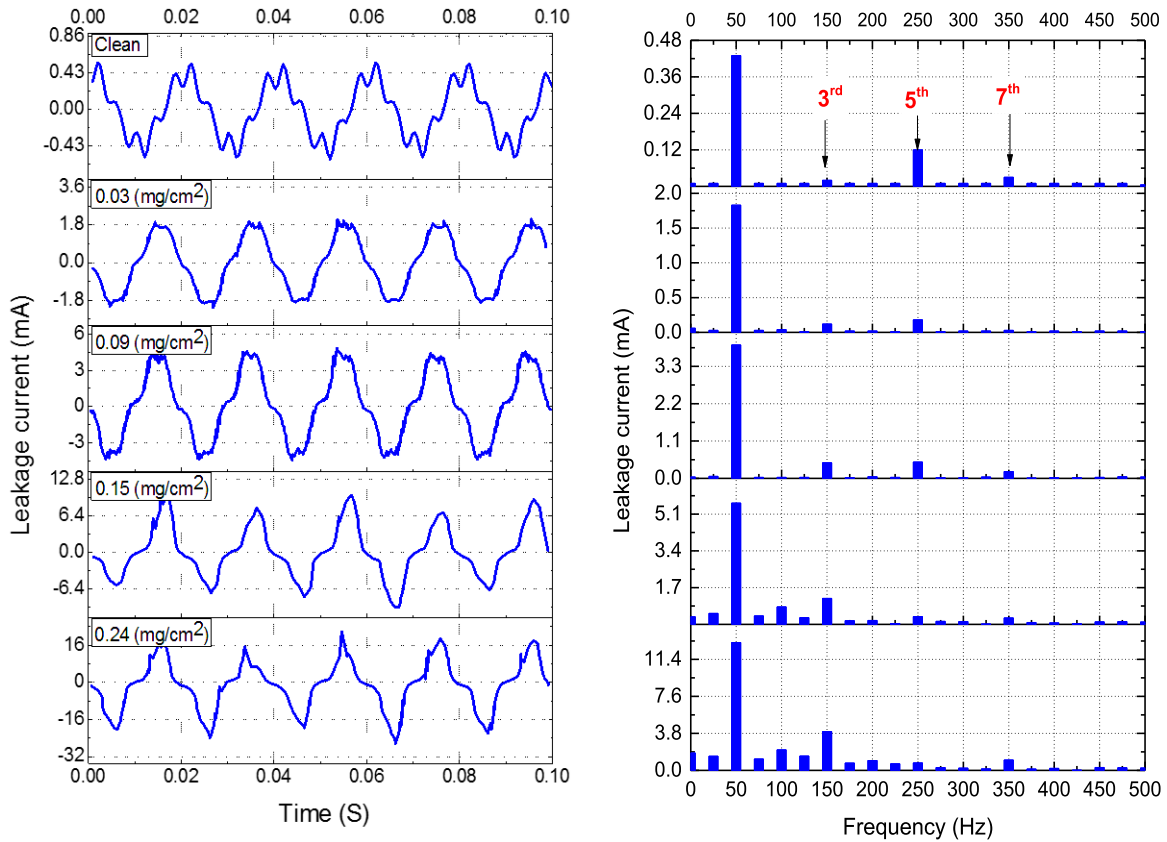 0.00 0.02 0.04 0.06 0.08 0.10
Clean
0.86
0.43
0.00
-0.43
0.03 (mg/cm2)
3.6
1.8
0.0
-1.8
0.09 (mg/cm2)
6
3
0
-3
0.15 (mg/cm2)
12.8
6.4
0.0
-6.4
0.24 (mg/cm2)
16
0
-16
-32
0.00 0.02 0.04 0.06 0.08 0.10
Time (S)
Leakage current (mA)
0 50 100 150 200 250 300 350 400 450 500
0.48
0.36
0.24
0.12
3rd 5th 7th
2.0
1.5
1.0
0.5
0.0
3.3
2.2
1.1
0.0
5.1
3.4
1.7
11.4
7.6
3.8
0.0
0 50 100 150 200 250 300 350 400 450 500
Frequency (Hz)
Leakage current (mA)